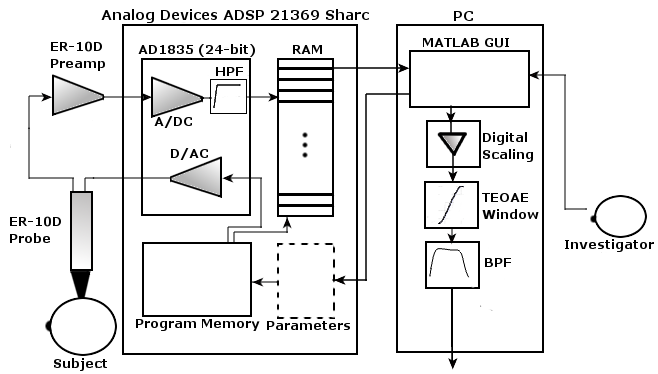 Analog Devices ADSP 21369 Sharc
PC
ER-10D
Preamp
AD1835 (24-bit)
RAM
MATLAB GUI
HPF
A/DC
D/AC
Digital
Scaling
TEOAE
Window
ER-10D
Probe
Investigator
BPF
Program Memory
Parameters
Subject